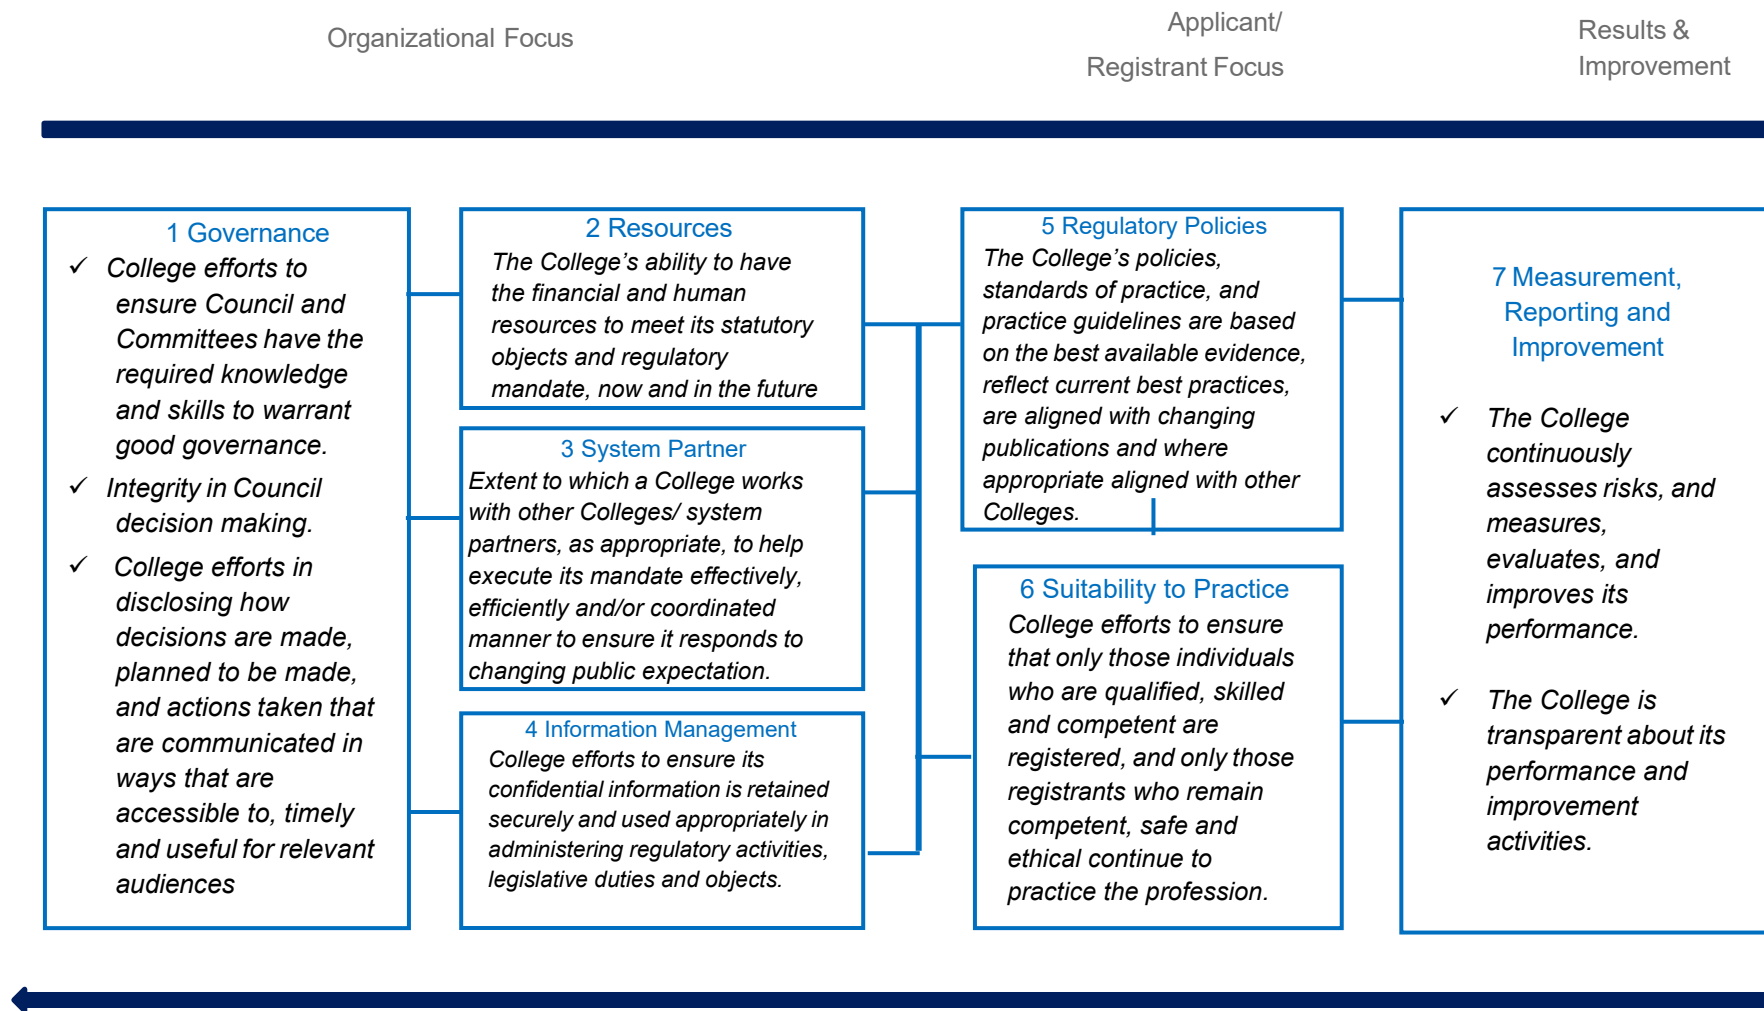 Organizational Focus
Applicant/
Registrant Focus
Results &
Improvement
1 Governance
✓ College efforts to
ensure Council and
Committees have the
required knowledge
and skills to warrant
good governance.
✓ Integrity in Council
decision making.
✓ College efforts in
disclosing how
decisions are made,
planned to be made,
and actions taken that
are communicated in
ways that are
accessible to, timely
and useful for relevant
audiences
2 Resources
The College’s ability to have
the financial and human
resources to meet its statutory
objects and regulatory
mandate, now and in the future
3 System Partner
Extent to which a College works
with other Colleges/ system
partners, as appropriate, to help
execute its mandate effectively,
efficiently and/or coordinated
manner to ensure it responds to
changing public expectation.
4 Information Management
College efforts to ensure its
confidential information is retained
securely and used appropriately in
administering regulatory activities,
legislative duties and objects.
5 Regulatory Policies
The College’s policies,
standards of practice, and
practice guidelines are based
on the best available evidence,
reflect current best practices,
are aligned with changing
publications and where
appropriate aligned with other
Colleges.
6 Suitability to Practice
College efforts to ensure
that only those individuals
who are qualified, skilled
and competent are
registered, and only those
registrants who remain
competent, safe and
ethical continue to
practice the profession.
7 Measurement,
Reporting and
Improvement
✓ The College
continuously
assesses risks, and
measures,
evaluates, and
improves its
performance.
✓ The College is
transparent about its
performance and
improvement
activities.